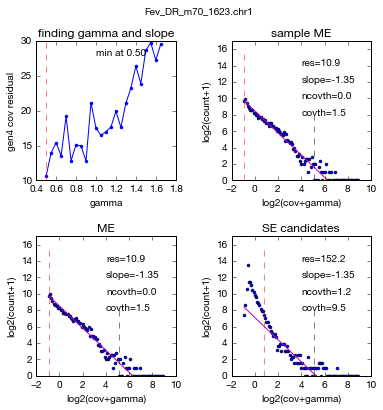 Fev_DR_m70_1623.chr1
finding gamma and slope
min at 0.50
gen4 cov residual
30
25
20
15
10
0.4 0.6 0.8 1.0 1.2 1.4 1.6 1.8
gamma
sample ME
res=10.9
slope=-1.35
ncovth=0.0
covth=1.5
log2(count+1)
16
14
12
10
8
6
4
2
0
−2 0 2 4 6 8 10
log2(cov+gamma)
ME
res=10.9
slope=-1.35
ncovth=0.0
covth=1.5
log2(count+1)
16
14
12
10
8
6
4
2
0
−2 0 2 4 6 8 10
log2(cov+gamma)
SE candidates
res=152.2
slope=-1.35
ncovth=1.2
covth=9.5
log2(count+1)
16
14
12
10
8
6
4
2
0
−2 0 2 4 6 8 10
log2(cov+gamma)